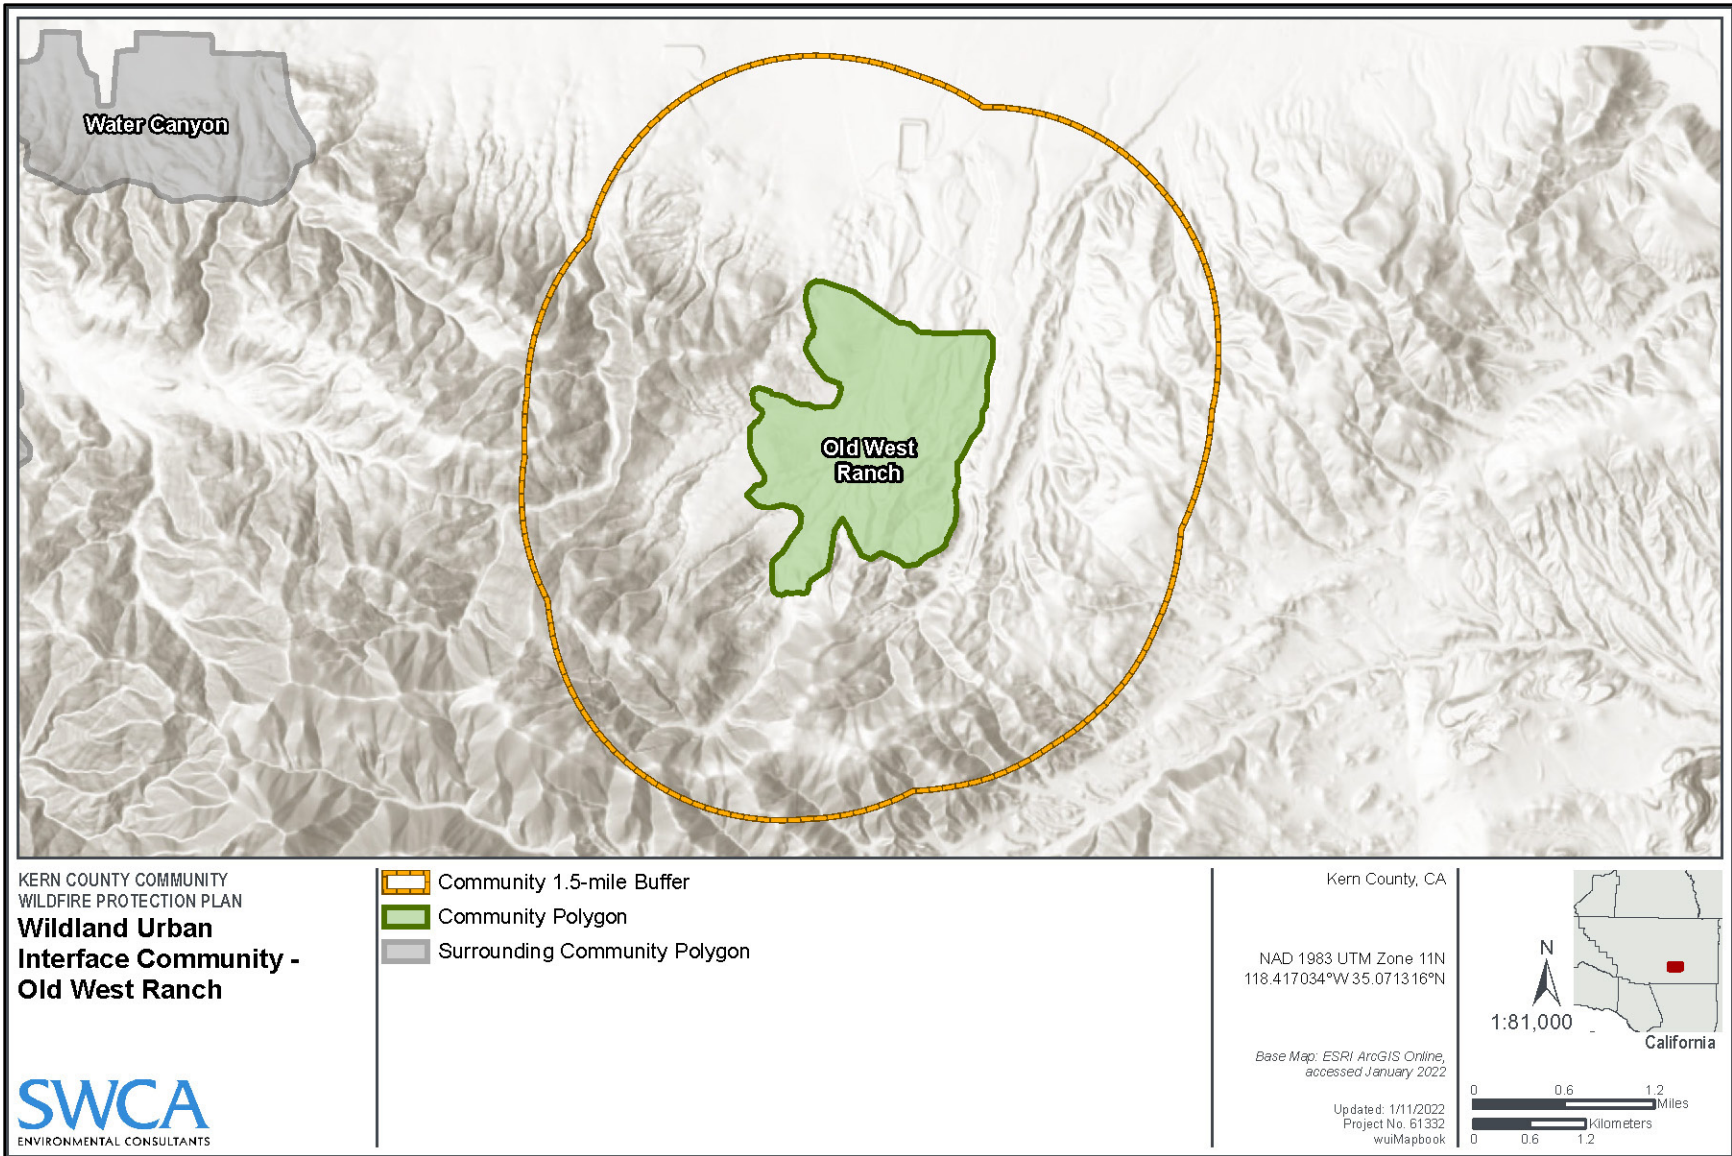 Water Canyon
Old West
Ranch
KERN COUNTY COMMUNITY
WILDFIRE PROTECTION PLAN
Wildland Urban
Interface Community -
Old West Ranch
SWCA
ENVIRONMENTAL CONSULTANTS
Community 1.5-mile Buffer
Community Polygon
Surrounding Community Polygon
Kern County, CA
NAD 1983 UTM Zone 11N
118.417034°W 35.071316°N
Base Map: ESRI ArcGIS Online,
accessed January 2022
Updated: 1/11/2022
Project No. 61332
wuiMapbook
N
1:81,000
California
0 0.6 1.2
Miles
Kilometers
0 0.6 1.2